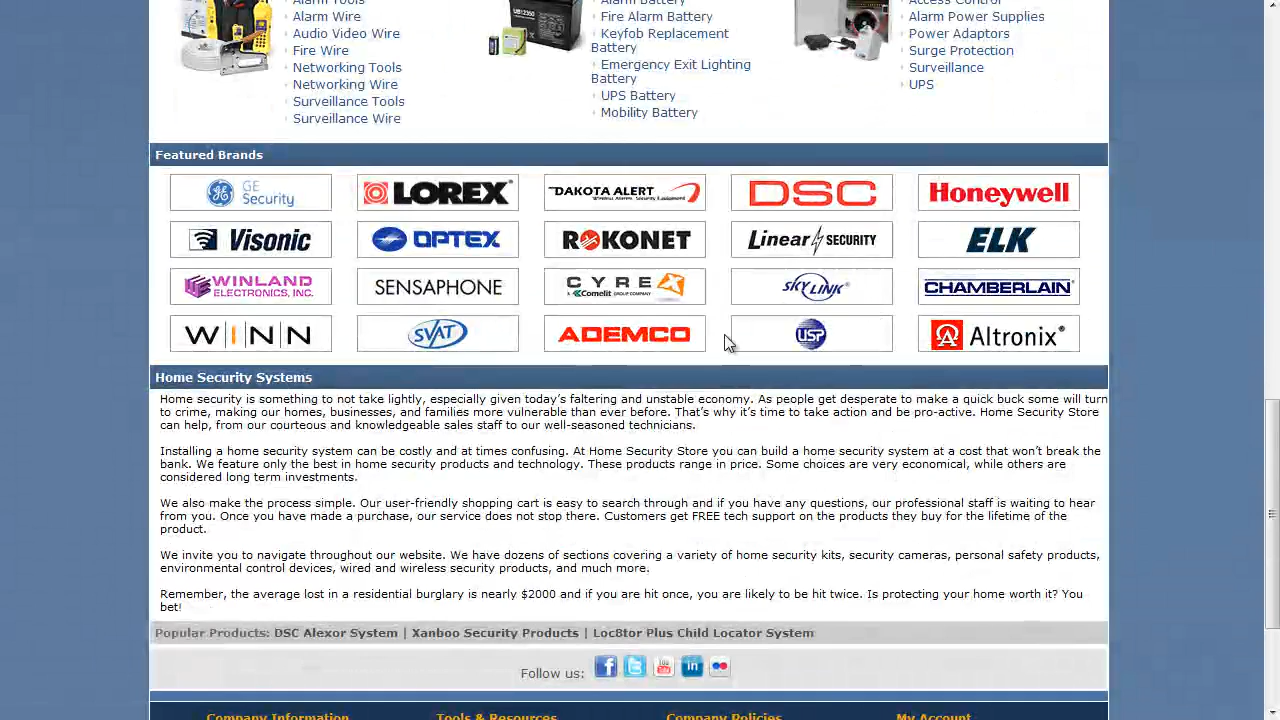 Alarm Tools
Alarm Wire
Audio Video Wire
Fire Wire
Networking Tools
Networking Wire
Surveillance Tools
Surveillance Wire
Alarm Battery
Fire Alarm Battery
Keyfob Replacement
Battery
Emergency Exit Lighting
Battery
UPS Battery
Mobility Battery
Access Control
Alarm Power Supplies
Power Adaptors
Surge Protection
Surveillance
UPS
Featured Brands
GE Security
LOREX
DAKOTA ALERT
Wireless Alerts, Security Equipment
DSC
Honeywell
Visonic
OPTEX
ROKONET
Linear SECURITY
ELK
WINLAND
ELECTRONICS, INC.
SENSAPHONE
CYREX
A Comelit GROUP COMPANY
SKYLINK
CHAMBERLAIN
WINN
SVAT
ADEMCO
USP
Altronix
Home Security Systems
Home security is something to not take lightly, especially given today's faltering and unstable economy. As people get desperate to make a quick buck some will turn
to crime, making our homes, businesses, and families more vulnerable than ever before. That's why it's time to take action and be pro-active. Home Security Store
can help, from our courteous and knowledgeable sales staff to our well-seasoned technicians.
Installing a home security system can be costly and at times confusing. At Home Security Store you can build a home security system at a cost that won't break the
bank. We feature only the best in home security products and technology. These products range in price. Some choices are very economical, while others are
considered long term investments.
We also make the process simple. Our user-friendly shopping cart is easy to search through and if you have any questions, our professional staff is waiting to hear
from you. Once you have made a purchase, our service does not stop there. Customers get FREE tech support on the products they buy for the lifetime of the
product.
We invite you to navigate throughout our website. We have dozens of sections covering a variety of home security kits, security cameras, personal safety products,
environmental control devices, wired and wireless security products, and much more.
Remember, the average lost in a residential burglary is nearly $2000 and if you are hit once, you are likely to be hit twice. Is protecting your home worth it? You
bet!
Popular Products: DSC Alexor System | Xanboo Security Products | Loc8tor Plus Child Locator System
Follow us:
Company Information
Tools & Resources
Company Policies
My Account